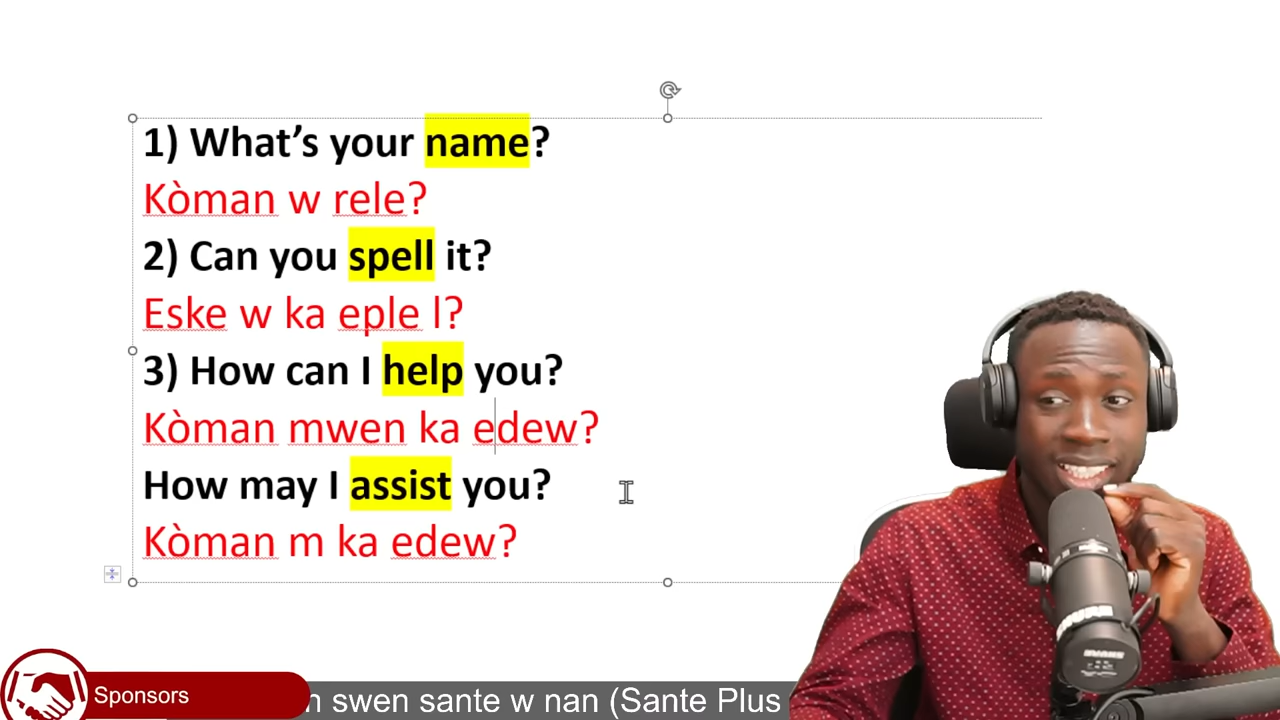 1) What's your name?
Kòman w rele?
2) Can you spell it?
Eske w ka eple l?
3) How can I help you?
Kòman mwen ka edew?
How may I assist you?
Kòman m ka edew?
Sponsors
swen sante w nan (Sante Plus